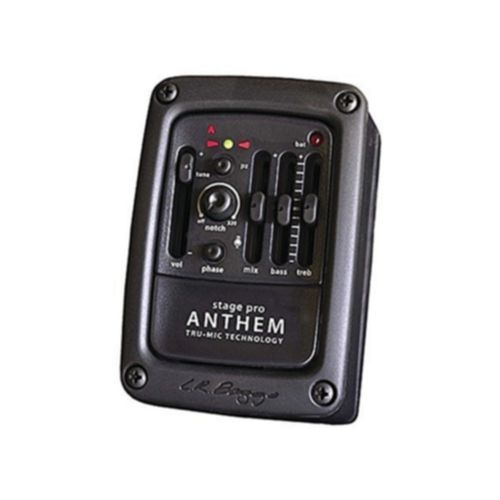 A
bat
+
tune
pz
+
off 320
notch
-
-
vol
phase
mix
bass
treb
stage pro
ANTHEM
TRU•MIC TECHNOLOGY
L.R. Baggs